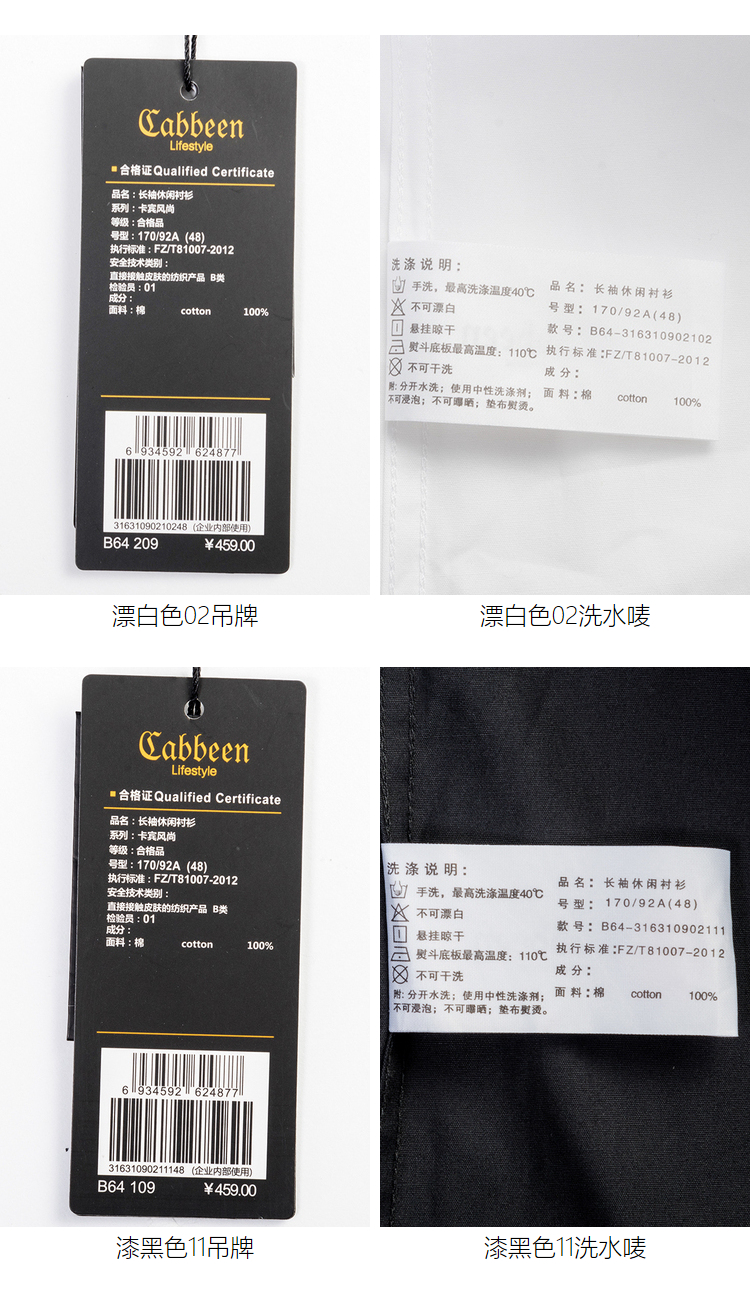 Cabbeen
Lifestyle
合格证Qualified Certificate
品名：长袖休闲衬衫
系列：卡宾风尚
等级：合格品
号型：170/92A (48)
执行标准：FZ/T81007-2012
安全技术类别：
直接接触皮肤的纺织产品 B类
检验员：01
成分：
面料：棉 cotton 100%
6 934592 624877
31631090210248 (企业内部使用)
B64 209 ￥459.00
洗涤说明：
手洗，最高洗涤温度40℃
不可漂白
悬挂晾干
熨斗底板最高温度：110℃
不可干洗
附：分开水洗；使用中性洗涤剂；
不可浸泡；不可曝晒；垫布熨烫。
品名：长袖休闲衬衫
号型：170/92A(48)
款号：B64-316310902102
执行标准:FZ/T81007-2012
成分：
面料：棉 cotton 100%
漂白色02吊牌
漂白色02洗水唛
Cabbeen
Lifestyle
合格证Qualified Certificate
品名：长袖休闲衬衫
系列：卡宾风尚
等级：合格品
号型：170/92A (48)
执行标准：FZ/T81007-2012
安全技术类别：
直接接触皮肤的纺织产品 B类
检验员：01
成分：
面料：棉 cotton 100%
6 934592 624877
31631090211148 (企业内部使用)
B64 109 ￥459.00
洗涤说明：
手洗，最高洗涤温度40℃
不可漂白
悬挂晾干
熨斗底板最高温度：110℃
不可干洗
附：分开水洗；使用中性洗涤剂；
不可浸泡；不可曝晒；垫布熨烫。
品名：长袖休闲衬衫
号型：170/92A(48)
款号：B64-316310902111
执行标准:FZ/T81007-2012
成分：
面料：棉 cotton 100%
漆黑色11吊牌
漆黑色11洗水唛